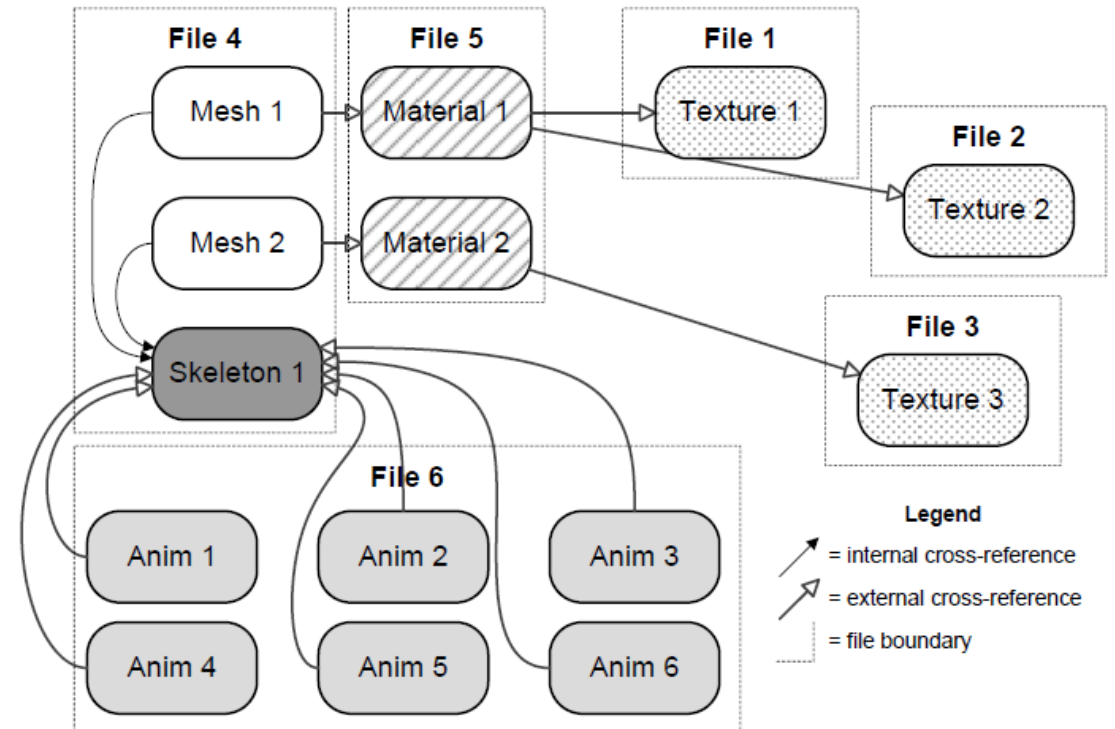 File 4
File 5
File 1
Mesh 1
Material 1
Texture 1
File 2
Texture 2
Mesh 2
Material 2
File 3
Skeleton 1
Texture 3
File 6
Anim 1
Anim 2
Anim 3
Anim 4
Anim 5
Anim 6
Legend
= internal cross-reference
= external cross-reference
= file boundary